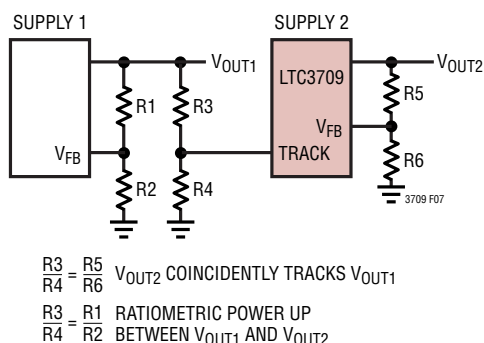 SUPPLY 1
SUPPLY 2
VOUT1
LTC3709
VOUT2
R1
R3
R5
VFB
VFB
TRACK
R2
R4
R6
3709 F07
R3/R4 = R5/R6 VOUT2 COINCIDENTLY TRACKS VOUT1
R3/R4 = R1/R2 RATIOMETRIC POWER UP
BETWEEN VOUT1 AND VOUT2